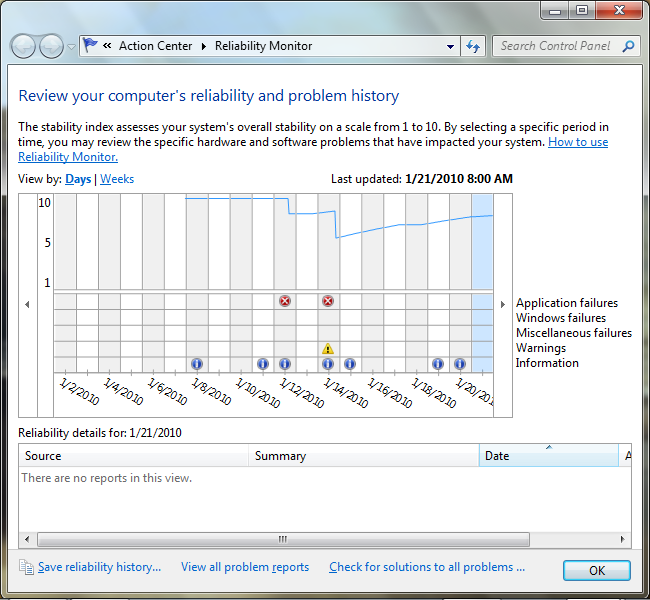 « Action Center ▸ Reliability Monitor
Search Control Panel
Review your computer's reliability and problem history
The stability index assesses your system's overall stability on a scale from 1 to 10. By selecting a specific period in
time, you may review the specific hardware and software problems that have impacted your system. How to use
Reliability Monitor.
View by: Days | Weeks
Last updated: 1/21/2010 8:00 AM
10
5
1
Application failures
Windows failures
Miscellaneous failures
Warnings
Information
1/2/2010 1/4/2010 1/6/2010 1/8/2010 1/10/2010 1/12/2010 1/14/2010 1/16/2010 1/18/2010 1/20/201
Reliability details for: 1/21/2010
Source Summary Date A
There are no reports in this view.
Save reliability history... View all problem reports Check for solutions to all problems ... OK